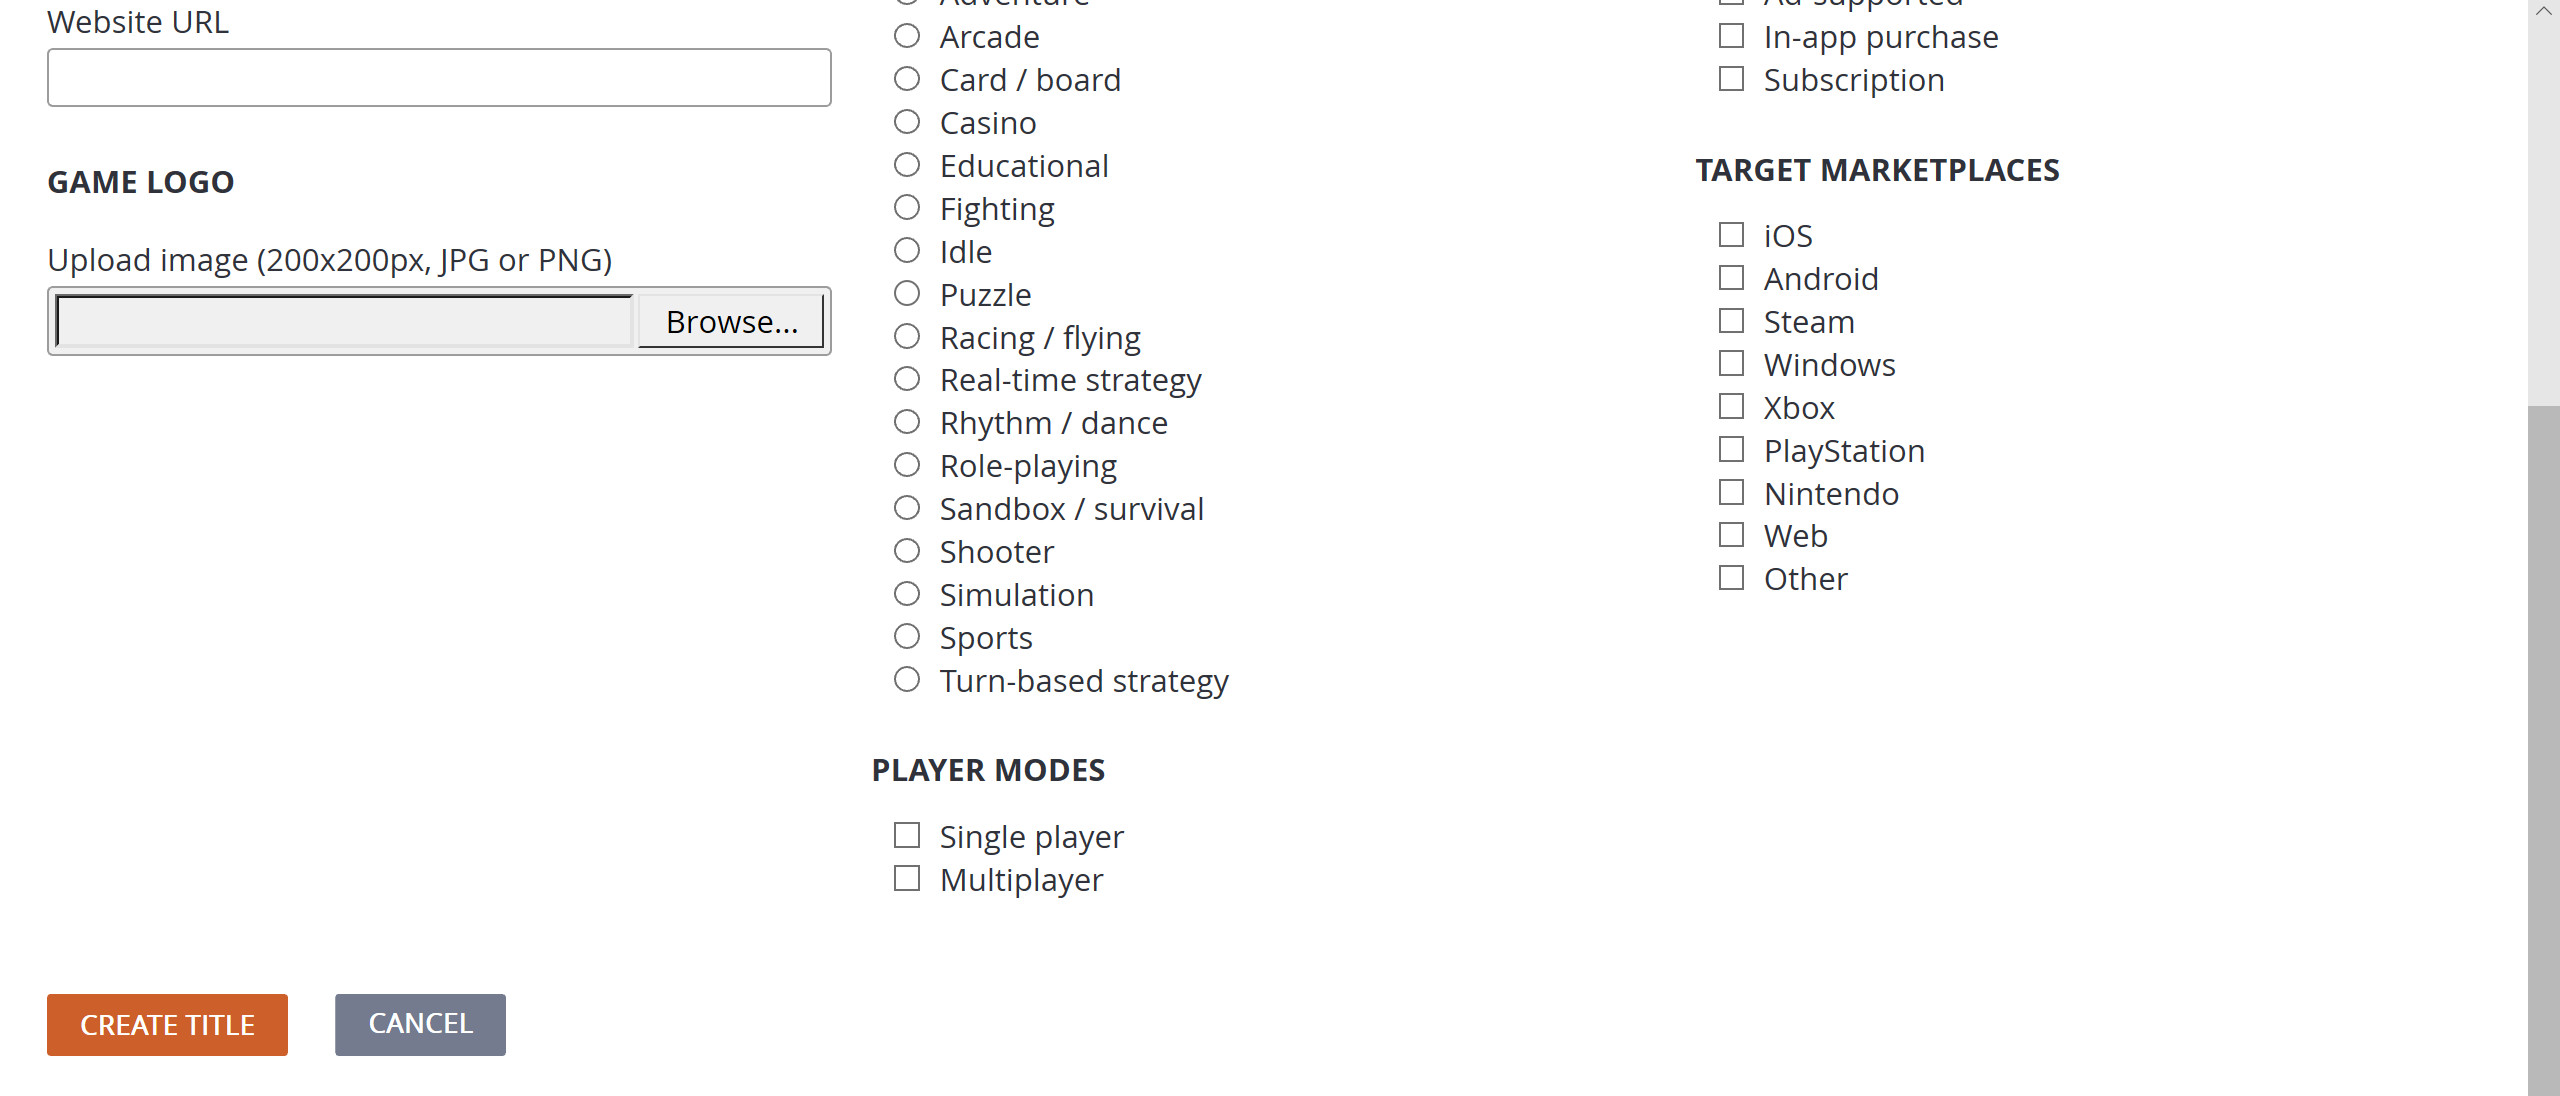 Website URL
GAME LOGO
Upload image (200x200px, JPG or PNG)
Browse...
Adventure
Arcade
Card / board
Casino
Educational
Fighting
Idle
Puzzle
Racing / flying
Real-time strategy
Rhythm / dance
Role-playing
Sandbox / survival
Shooter
Simulation
Sports
Turn-based strategy
PLAYER MODES
Single player
Multiplayer
Ad-supported
In-app purchase
Subscription
TARGET MARKETPLACES
iOS
Android
Steam
Windows
Xbox
PlayStation
Nintendo
Web
Other
CREATE TITLE
CANCEL